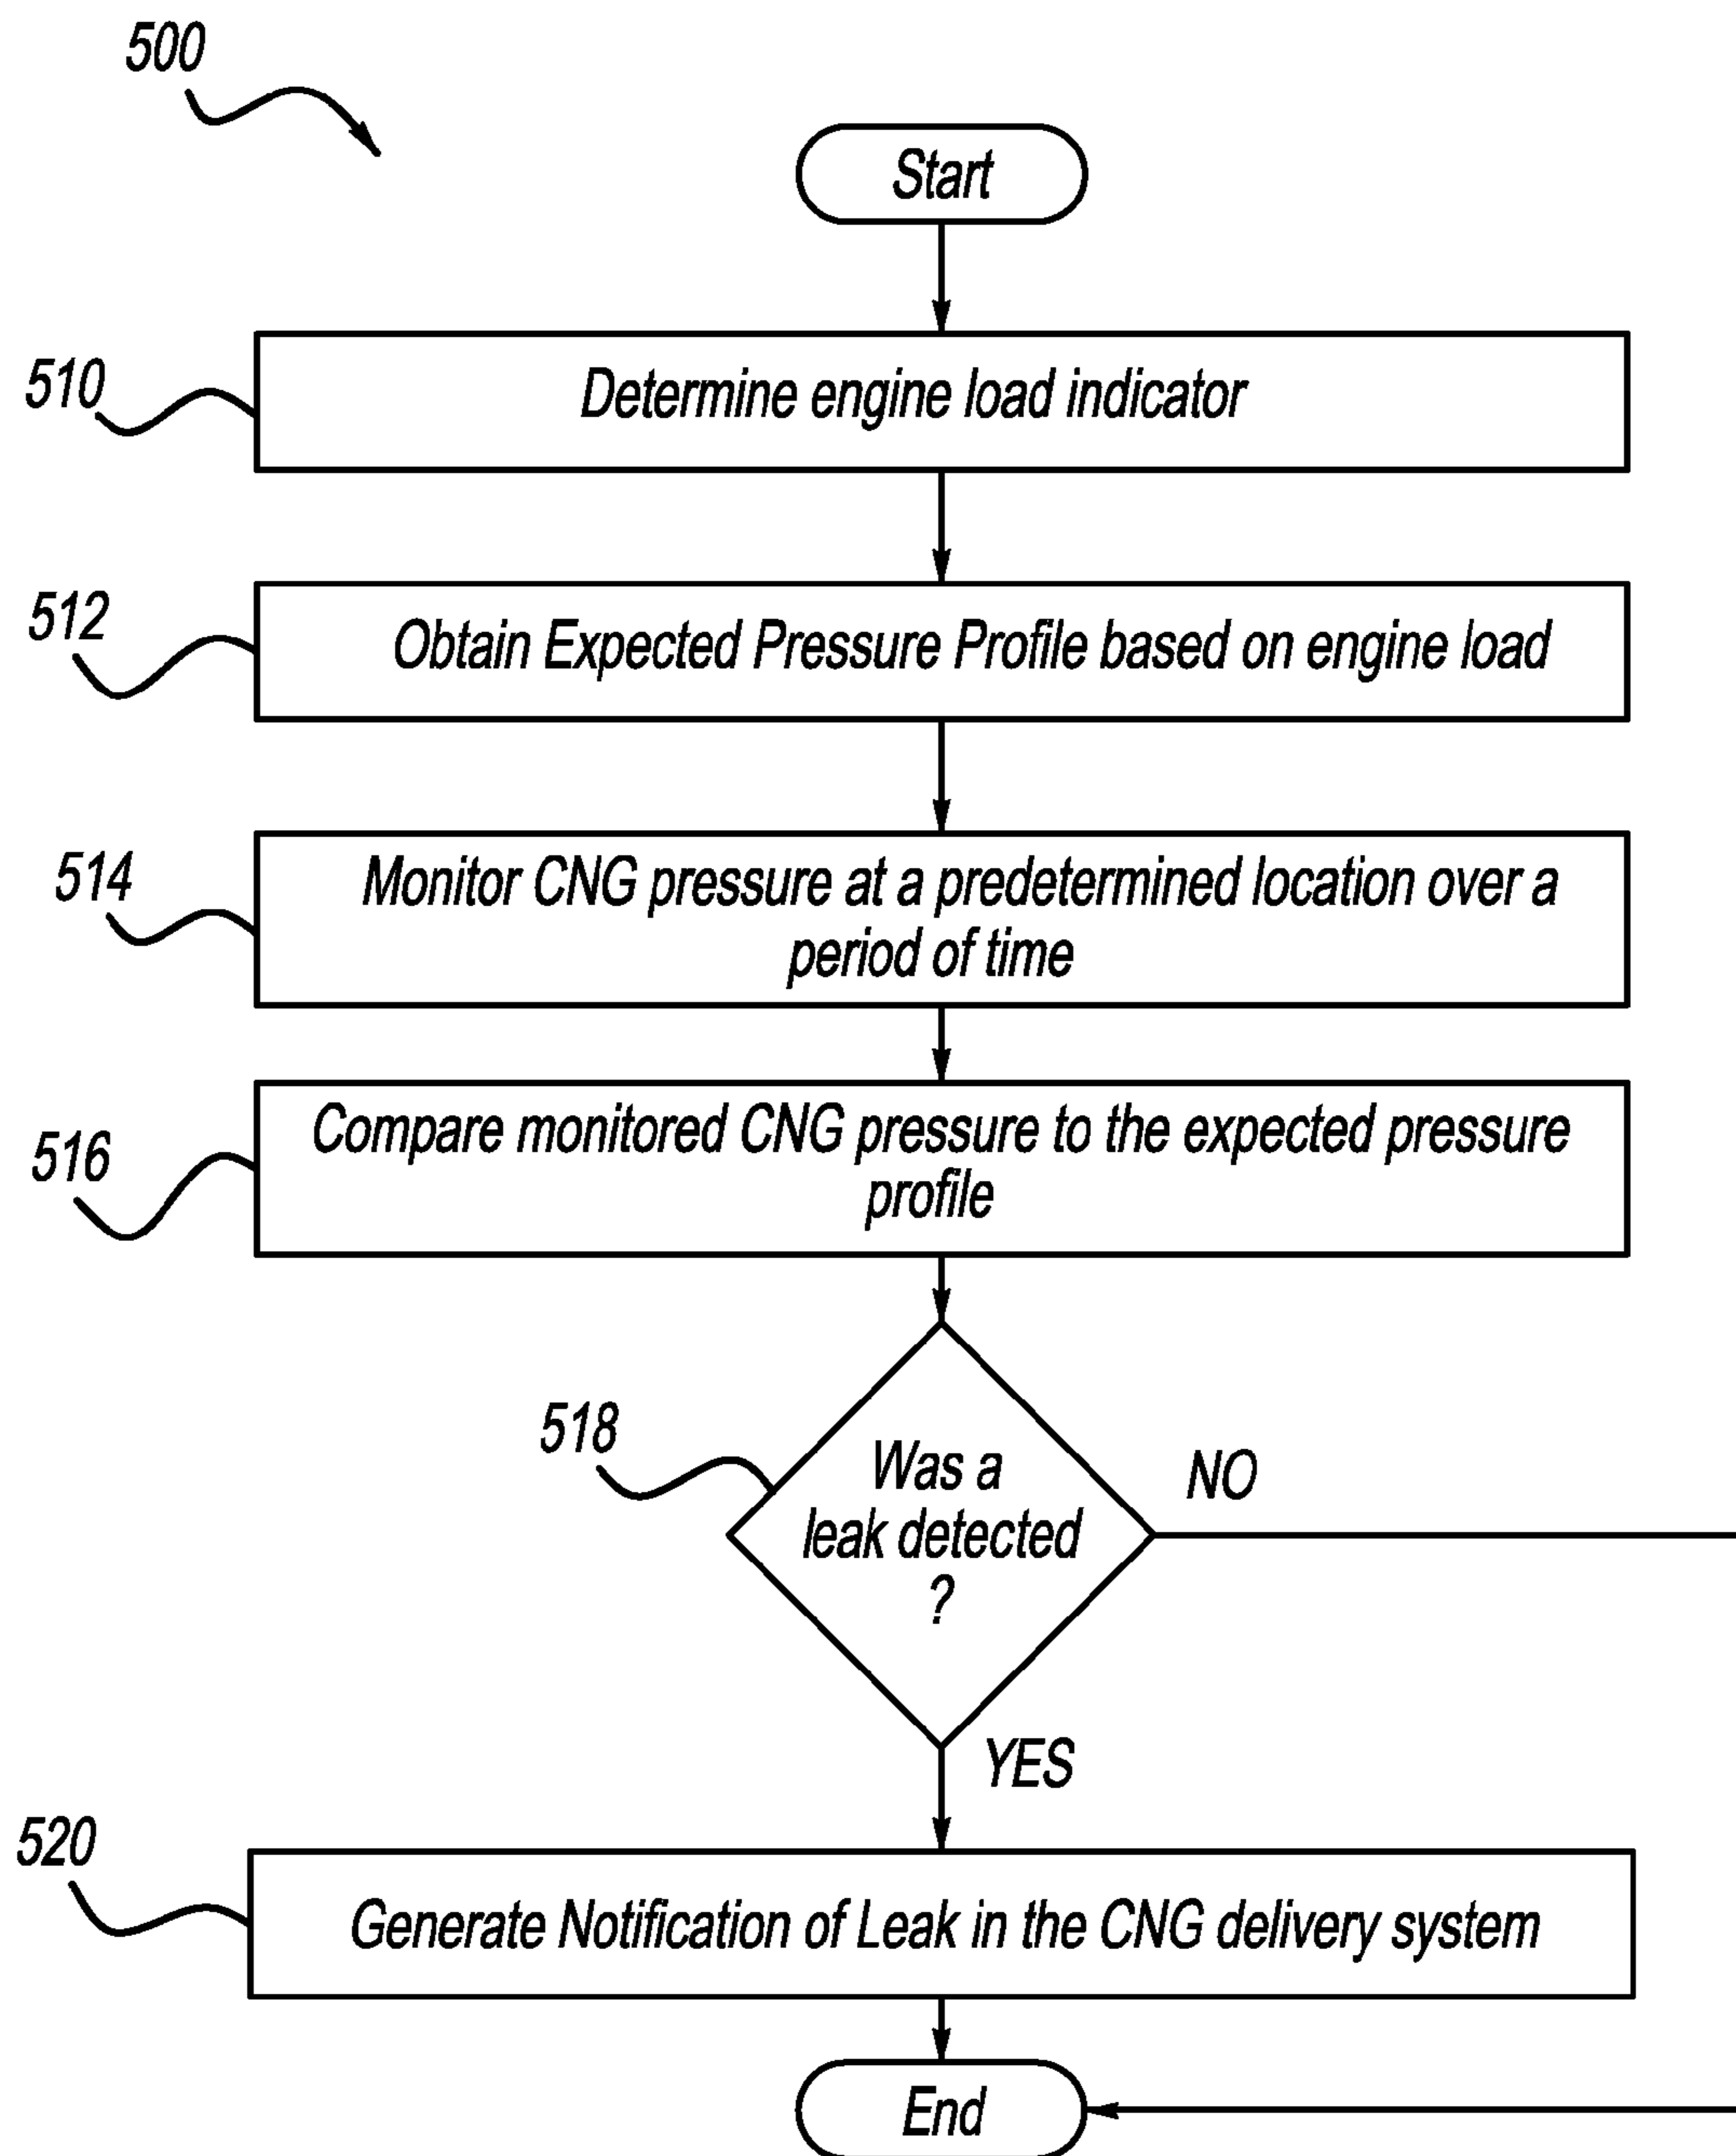 500
Start
510
Determine engine load indicator
512
Obtain Expected Pressure Profile based on engine load
514
Monitor CNG pressure at a predetermined location over a
period of time
516
Compare monitored CNG pressure to the expected pressure
profile
518
Was a
leak detected
?
NO
YES
520
Generate Notification of Leak in the CNG delivery system
End